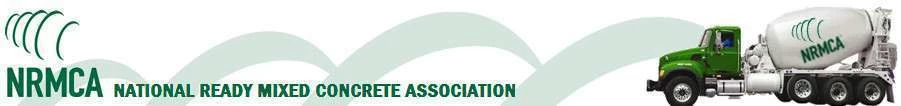 NRMCA NATIONAL READY MIXED CONCRETE ASSOCIATION
NRMCA